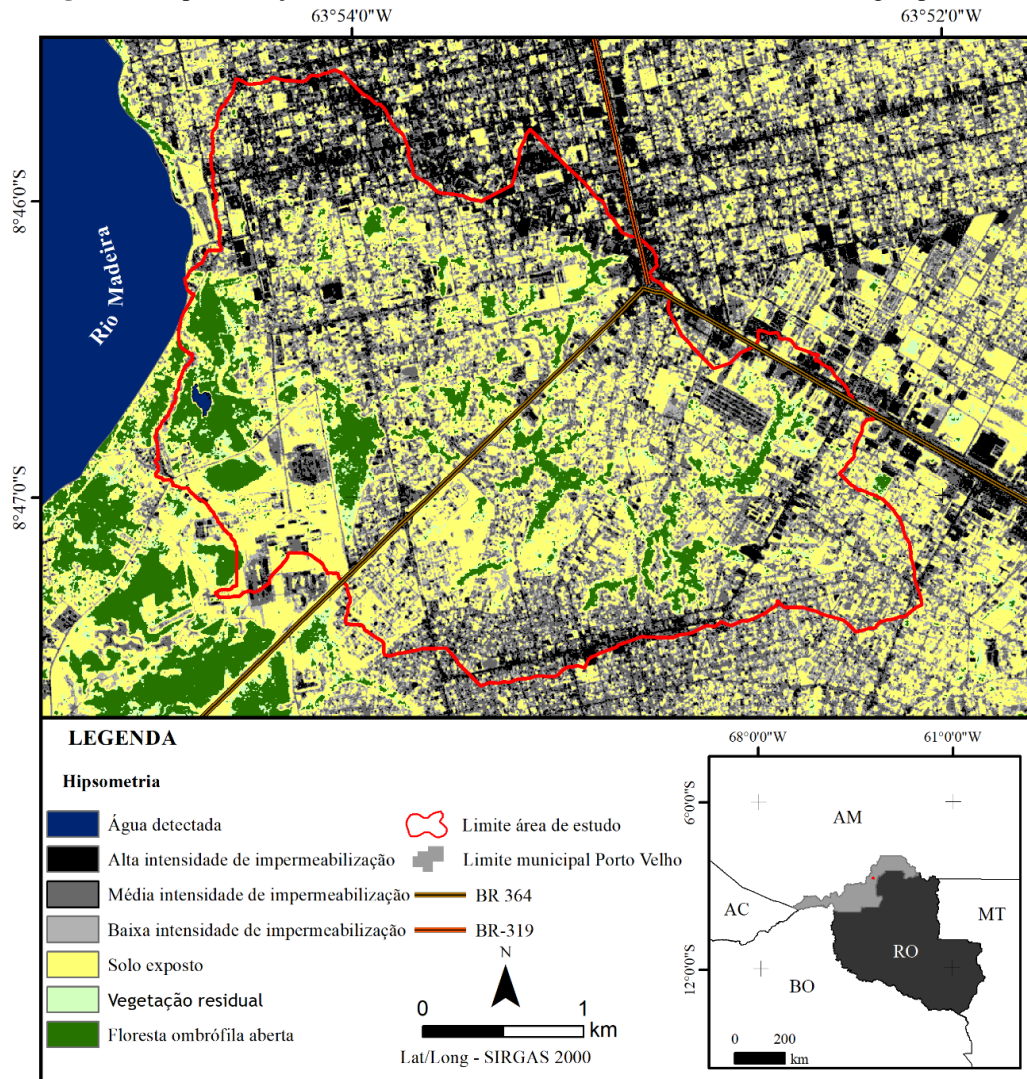 63°54'0"W
63°52'0"W
8°46'0"S
8°47'0"S
Rio Madeira
LEGENDA
Hipsometria
Água detectada
Alta intensidade de impermeabilização
Média intensidade de impermeabilização
Baixa intensidade de impermeabilização
Solo exposto
Vegetação residual
Floresta ombrófila aberta
Limite área de estudo
Limite municipal Porto Velho
BR 364
BR-319
N
0 1
km
Lat/Long - SIRGAS 2000
68°0'0"W
61°0'0"W
6°0'0"S
12°0'0"S
AM
AC
MT
RO
BO
0 200
km